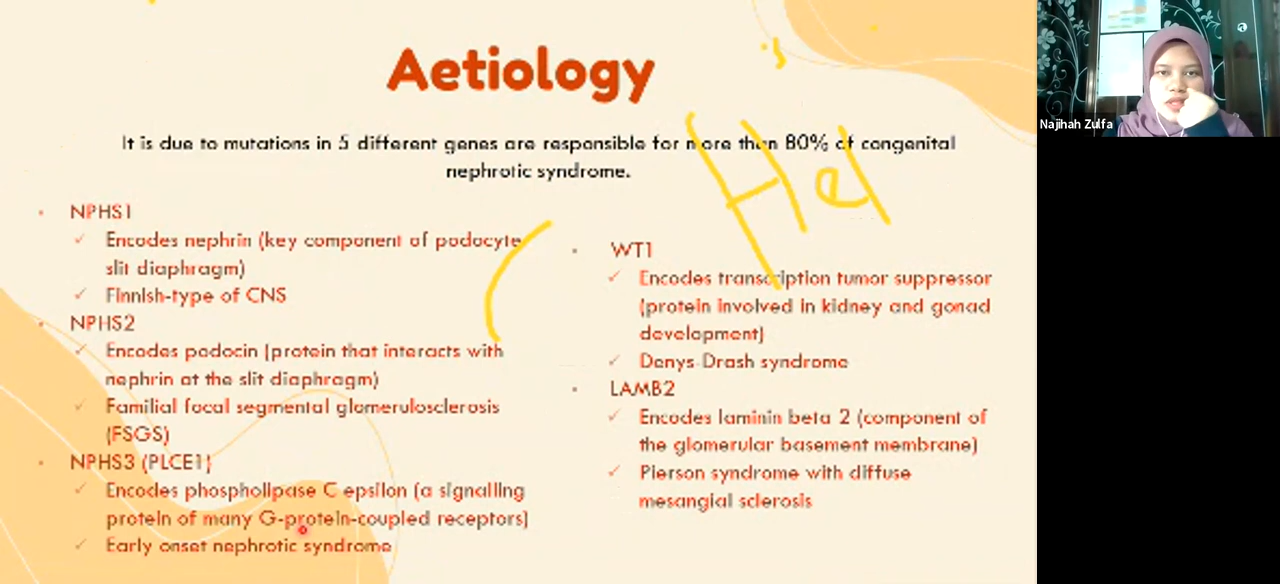 Aetiology
It is due to mutations in 5 different genes are responsible for more than 80% of congenital
nephrotic syndrome.
NPHS1
Encodes nephrin (key component of podocyte
slit diaphragm)
Finnish-type of CNS
NPHS2
Encodes podocin (protein that interacts with
nephrin at the slit diaphragm)
Familial focal segmental glomerulosclerosis
(FSGS)
NPHS3 (PLCE1)
Encodes phospholipase C epsilon (a signalling
protein of many G-protein-coupled receptors)
Early onset nephrotic syndrome
WT1
Encodes transcription tumor suppressor
(protein involved in kidney and gonad
development)
Denys-Drash syndrome
LAMB2
Encodes laminin beta 2 (component of
the glomerular basement membrane)
Pierson syndrome with diffuse
mesangial sclerosis
Hel
Najihah Zulfa